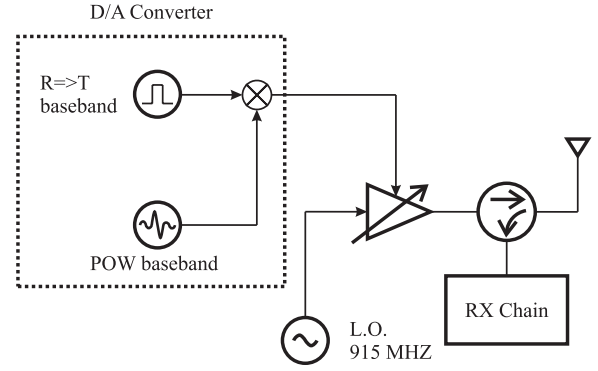 D/A Converter
R=>T
baseband
POW baseband
L.O.
915 MHZ
RX Chain